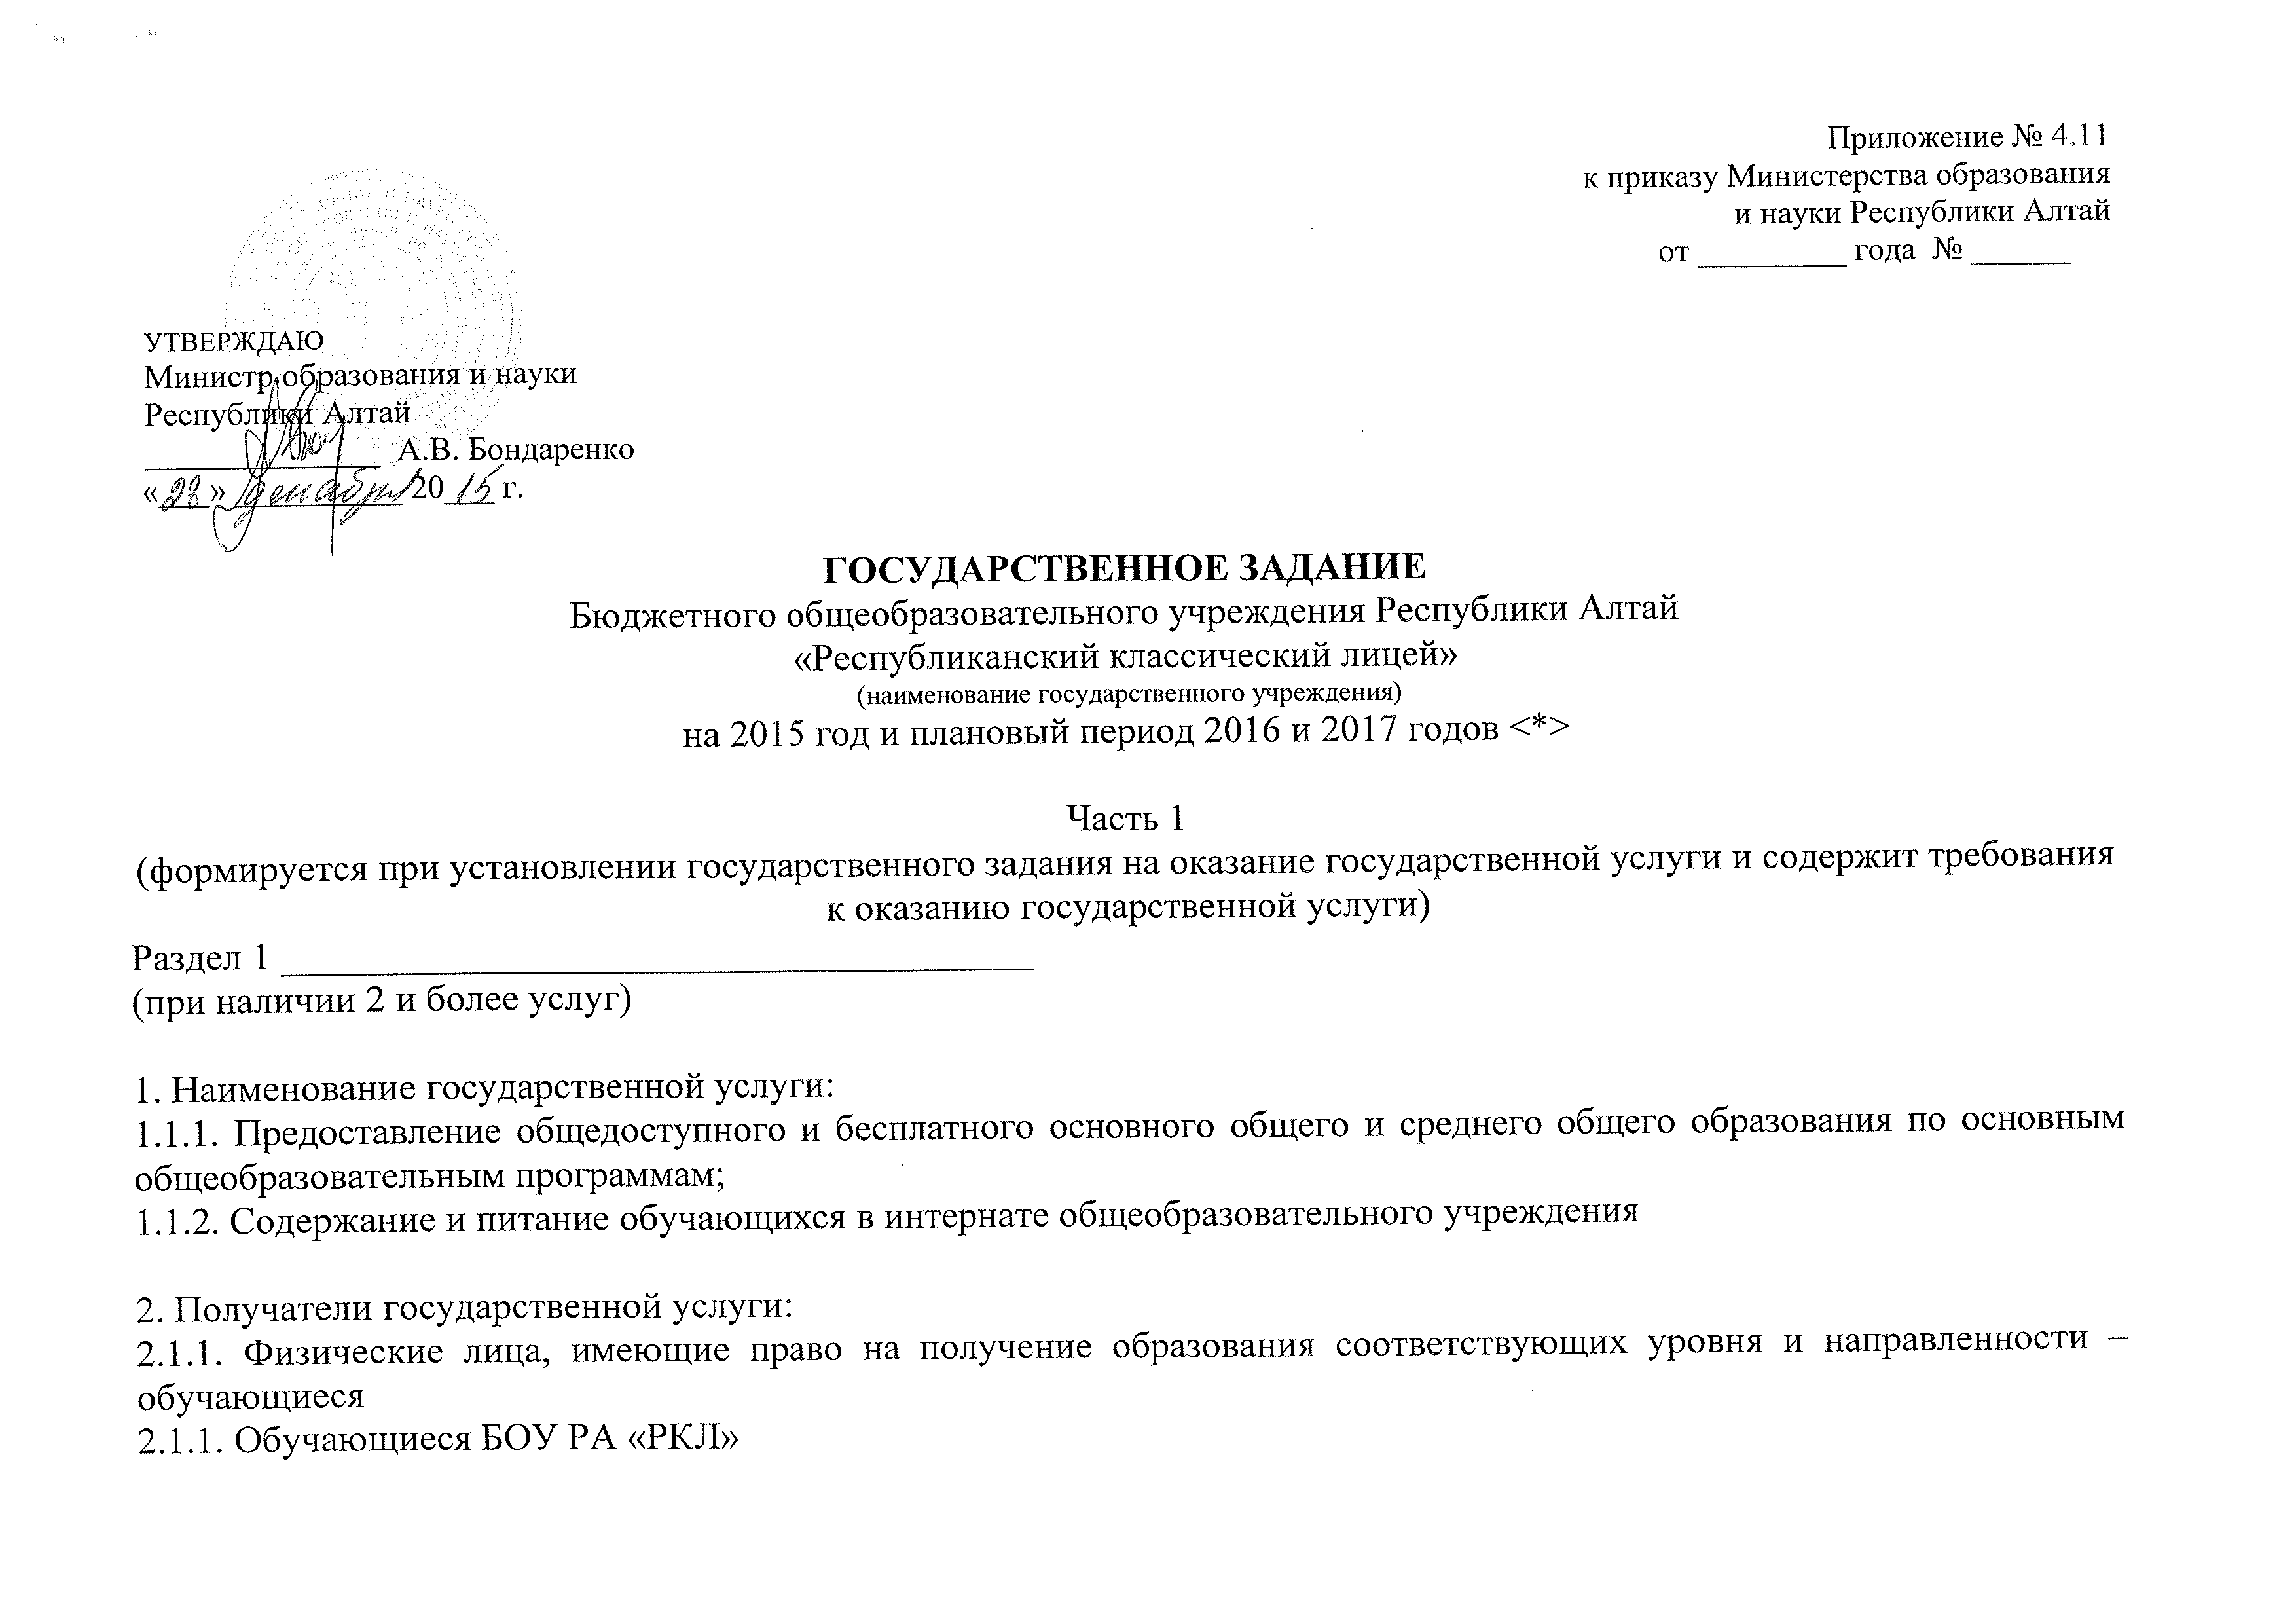 Приложение № 4.11
к приказу Министерства образования
и науки Республики Алтай
от _________ года № ______
УТВЕРЖДАЮ
Министр образования и науки
Республики Алтай
______________ А.В. Бондаренко
«28» декабря 2015 г.
ГОСУДАРСТВЕННОЕ ЗАДАНИЕ
Бюджетного общеобразовательного учреждения Республики Алтай
«Республиканский классический лицей»
(наименование государственного учреждения)
на 2015 год и плановый период 2016 и 2017 годов <*>
Часть 1
(формируется при установлении государственного задания на оказание государственной услуги и содержит требования
к оказанию государственной услуги)
Раздел 1 ________________________________________
(при наличии 2 и более услуг)
1. Наименование государственной услуги:
1.1.1. Предоставление общедоступного и бесплатного основного общего и среднего общего образования по основным
общеобразовательным программам;
1.1.2. Содержание и питание обучающихся в интернате общеобразовательного учреждения
2. Получатели государственной услуги:
2.1.1. Физические лица, имеющие право на получение образования соответствующих уровня и направленности –
обучающиеся
2.1.1. Обучающиеся БОУ РА «РКЛ»